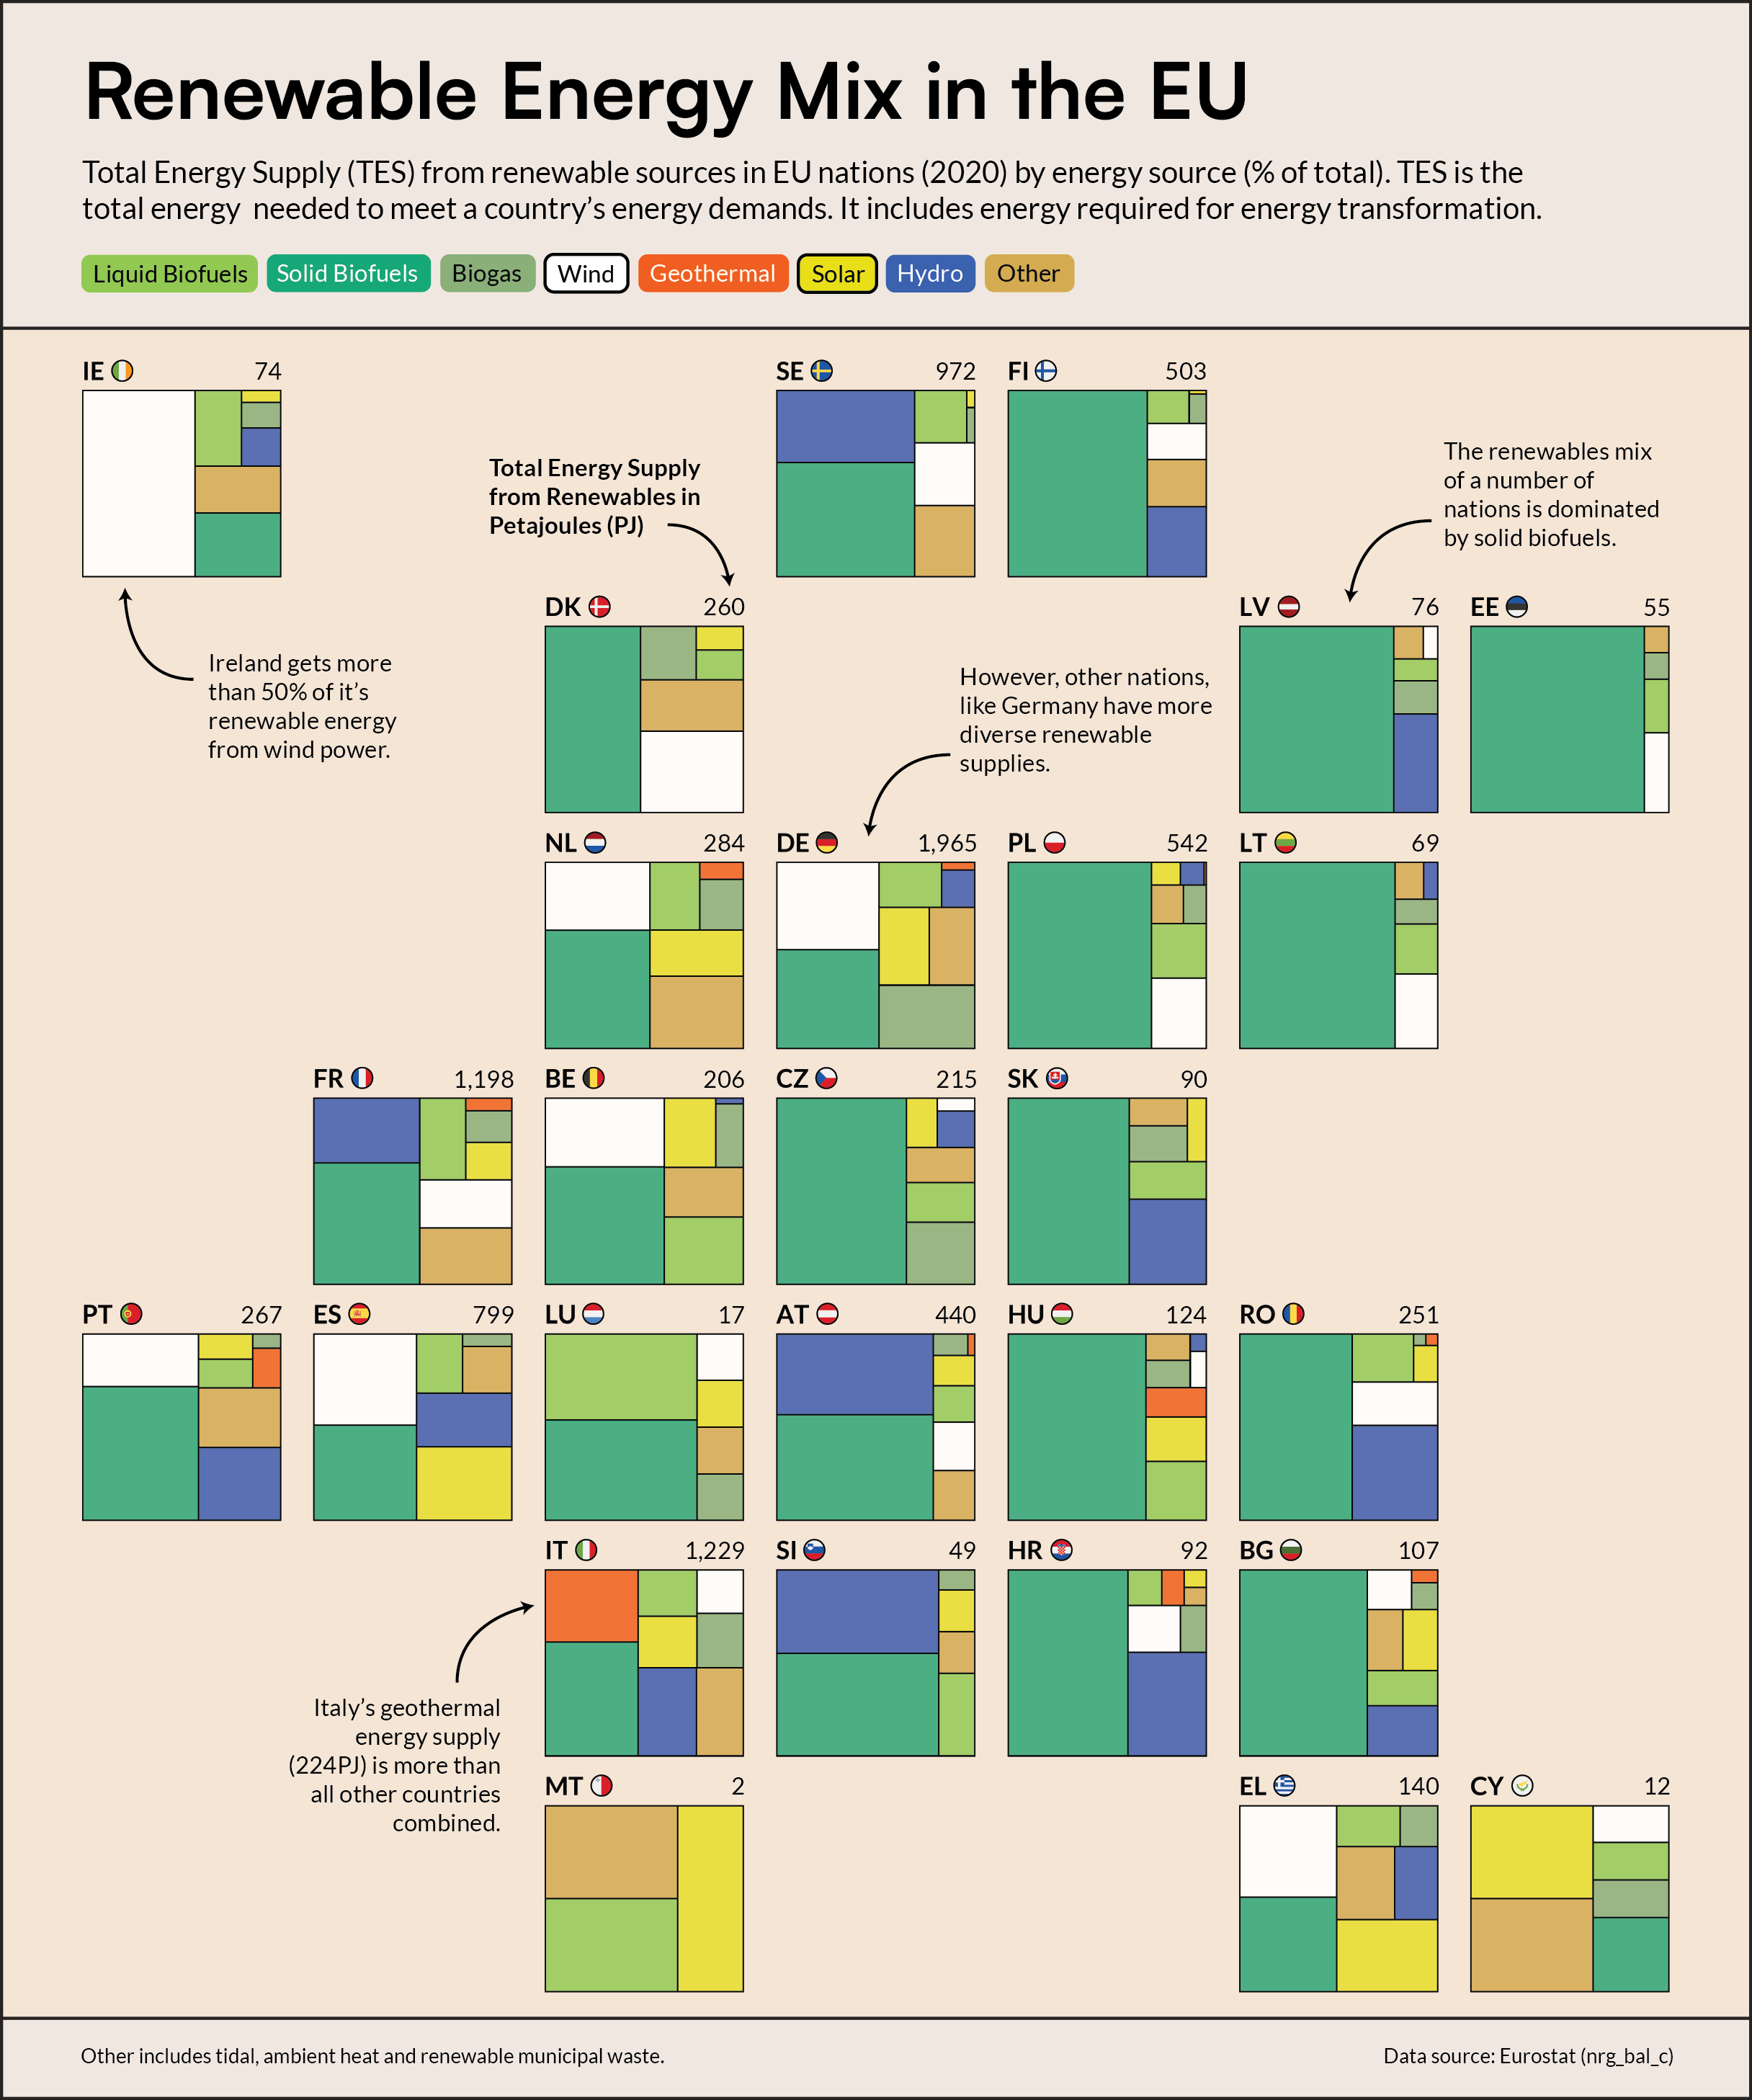 Renewable Energy Mix in the EU
Total Energy Supply (TES) from renewable sources in EU nations (2020) by energy source (% of total). TES is the
total energy needed to meet a country's energy demands. It includes energy required for energy transformation.
Liquid Biofuels Solid Biofuels Biogas Wind Geothermal Solar Hydro Other
IE 74
SE 972
FI 503
Total Energy Supply
from Renewables in
Petajoules (PJ)
The renewables mix
of a number of
nations is dominated
by solid biofuels.
Ireland gets more
than 50% of it's
renewable energy
from wind power.
DK 260
LV 76
EE 55
However, other nations,
like Germany have more
diverse renewable
supplies.
NL 284
DE 1,965
PL 542
LT 69
FR 1,198
BE 206
CZ 215
SK 90
PT 267
ES 799
LU 17
AT 440
HU 124
RO 251
IT 1,229
SI 49
HR 92
BG 107
Italy's geothermal
energy supply
(224PJ) is more than
all other countries
combined.
MT 2
EL 140
CY 12
Other includes tidal, ambient heat and renewable municipal waste.
Data source: Eurostat (nrg_bal_c)